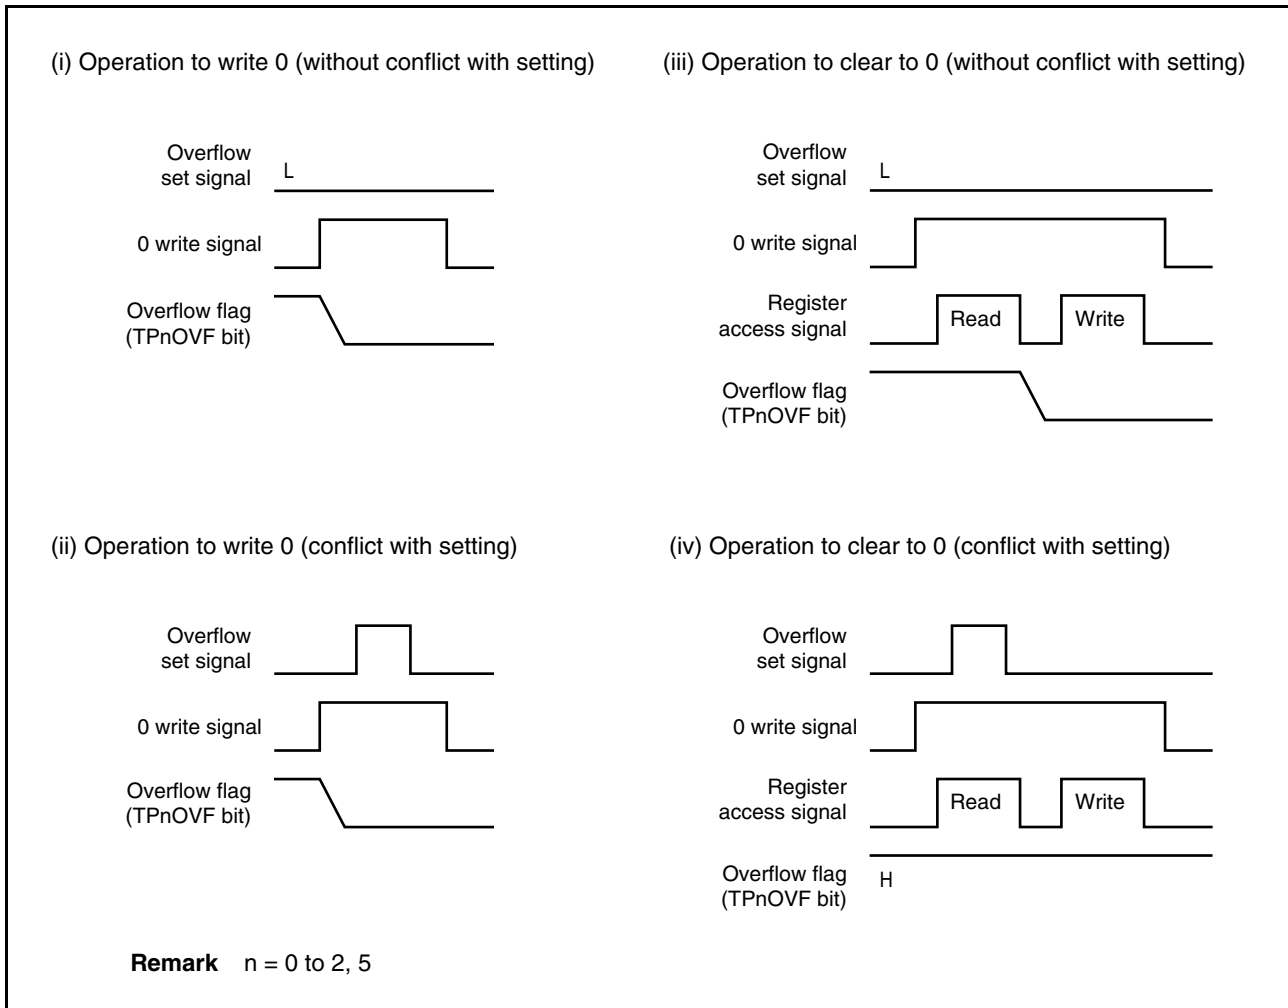 (i) Operation to write 0 (without conflict with setting)
Overflow
set signal
L
0 write signal
Overflow flag
(TPnOVF bit)
(iii) Operation to clear to 0 (without conflict with setting)
Overflow
set signal
L
0 write signal
Register
access signal
Read
Write
Overflow flag
(TPnOVF bit)
(ii) Operation to write 0 (conflict with setting)
Overflow
set signal
0 write signal
Overflow flag
(TPnOVF bit)
(iv) Operation to clear to 0 (conflict with setting)
Overflow
set signal
0 write signal
Register
access signal
Read
Write
Overflow flag
(TPnOVF bit)
H
Remark n = 0 to 2, 5